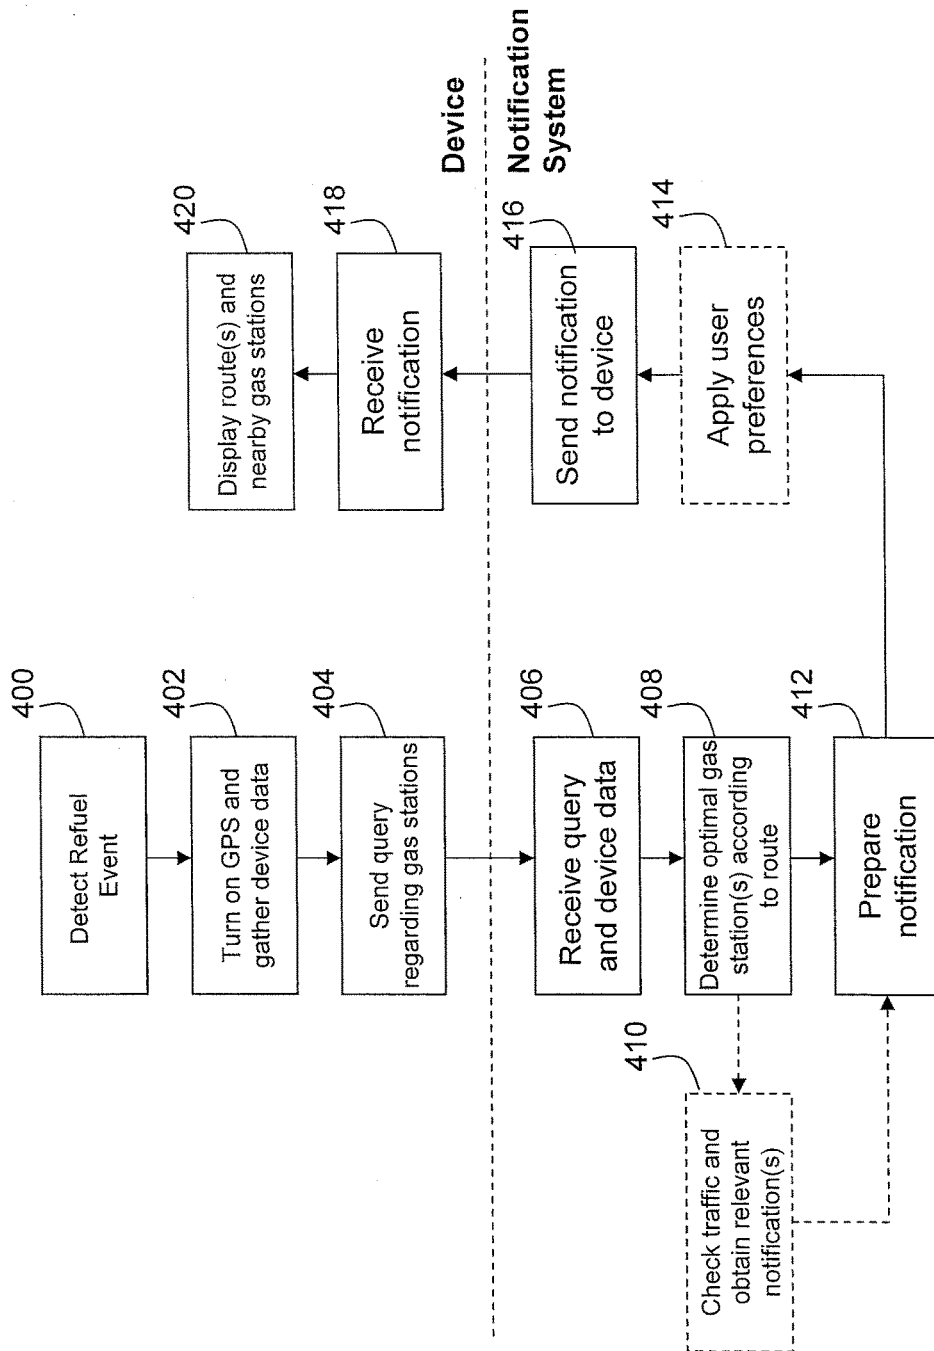 400
Detect Refuel
Event
402
Turn on GPS and
gather device data
404
Send query
regarding gas stations
420
Display route(s) and
nearby gas stations
418
Receive
notification
Device
Notification
System
406
Receive query
and device data
408
Determine optimal gas
station(s) according
to route
410
Check traffic and
obtain relevant
notification(s)
412
Prepare
notification
416
Send notification
to device
414
Apply user
preferences